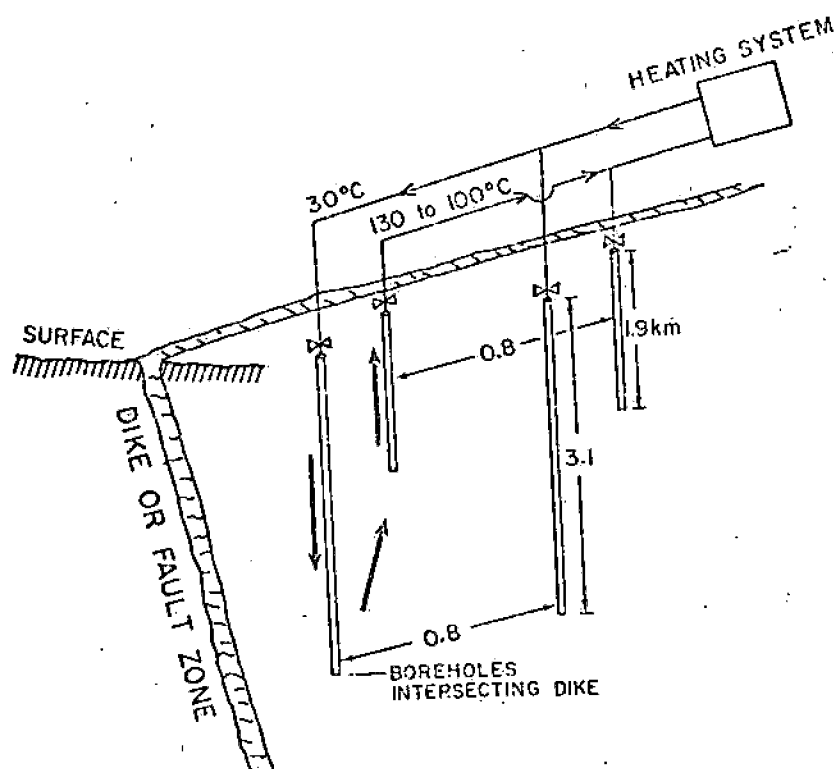 HEATING SYSTEM
30°C
130 to 100°C
SURFACE
0.8
1.9km
DIKE OR FAULT ZONE
3.1
0.8
BOREHOLES
INTERSECTING DIKE